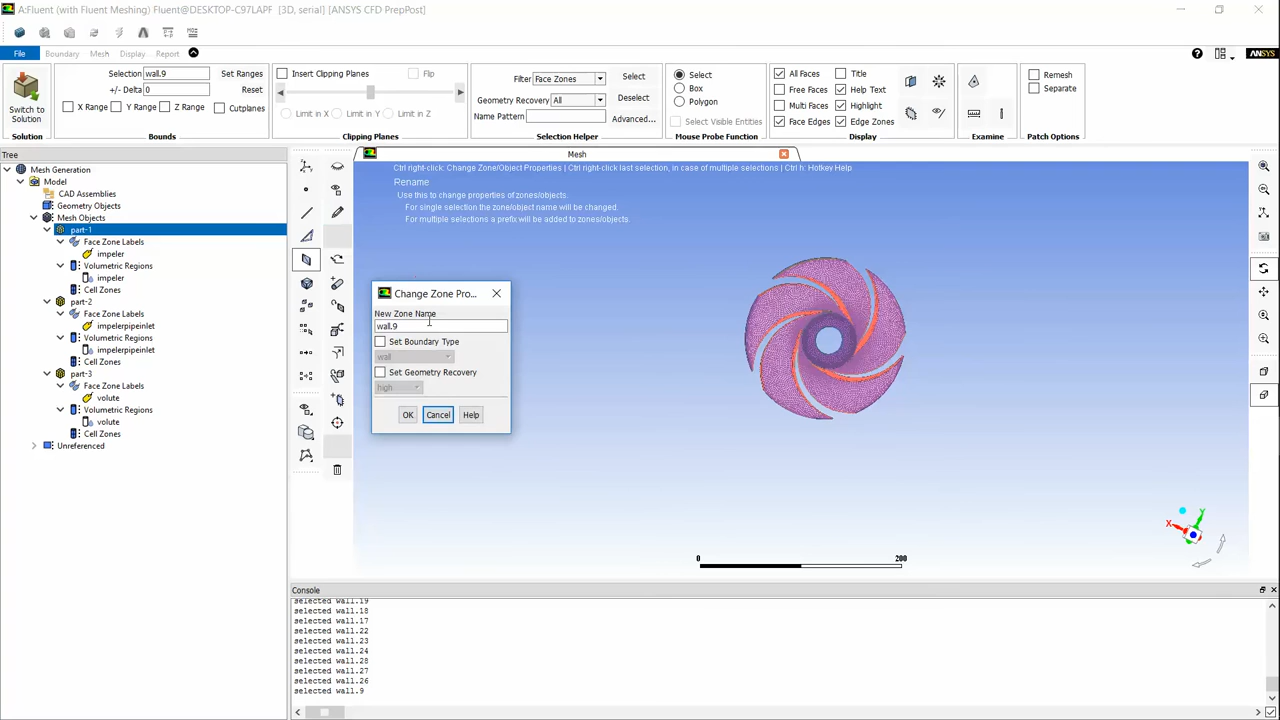 A:Fluent (with Fluent Meshing) Fluent@DESKTOP-C97LAPF [3D, serial] [ANSYS CFD PrepPost]
File Boundary Mesh Display Report
ANSYS
Switch to
Solution
Solution
Selection wall.9 Set Ranges
+/- Delta 0 Reset
X Range Y Range Z Range Cutplanes
Bounds
Insert Clipping Planes Flip
Limit in X Limit in Y Limit in Z
Clipping Planes
Filter Face Zones Select
Geometry Recovery All Deselect
Name Pattern Advanced...
Selection Helper
Select
Box
Polygon
Select Visible Entities
Mouse Probe Function
All Faces Title
Free Faces Help Text
Multi Faces Highlight
Face Edges Edge Zones
Display
Examine
Remesh
Separate
Patch Options
Tree
Mesh Generation
Model
CAD Assemblies
Geometry Objects
Mesh Objects
part-1
Face Zone Labels
impeler
Volumetric Regions
impeler
Cell Zones
part-2
Face Zone Labels
impelerpipeinlet
Volumetric Regions
impelerpipeinlet
Cell Zones
part-3
Face Zone Labels
volute
Volumetric Regions
volute
Cell Zones
Unreferenced
Mesh
Ctrl right-click: Change Zone/Object Properties | Ctrl right-click last selection, in case of multiple selections | Ctrl h: Hotkey Help
Rename
Use this to change properties of zones/objects.
For single selection the zone/object name will be changed.
For multiple selections a prefix will be added to zones/objects.
Change Zone Pro...
New Zone Name
wall.9
Set Boundary Type
wall
Set Geometry Recovery
high
OK Cancel Help
Y
X
0 200
Console
selected wall.19
selected wall.18
selected wall.17
selected wall.22
selected wall.23
selected wall.24
selected wall.28
selected wall.27
selected wall.26
selected wall.9